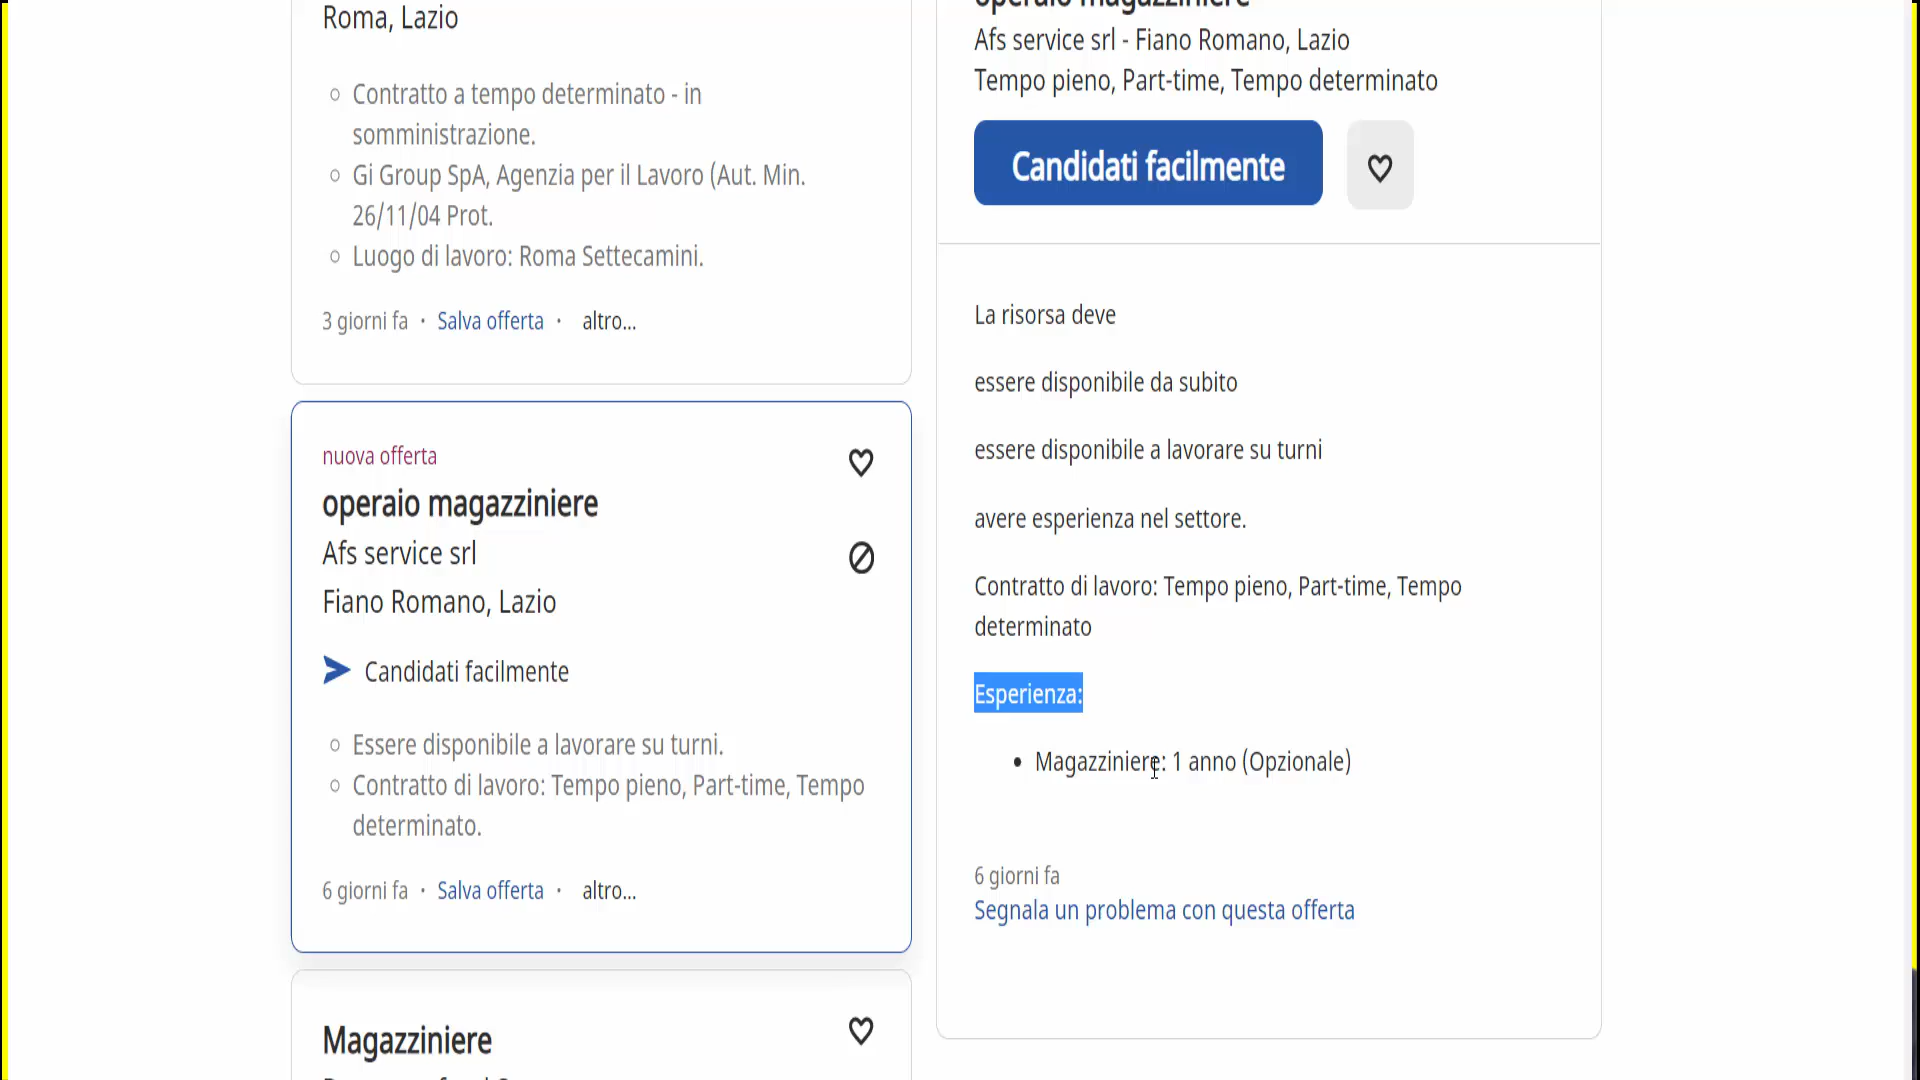 Roma, Lazio
Contratto a tempo determinato - in
somministrazione.
Gi Group SpA, Agenzia per il Lavoro (Aut. Min.
26/11/04 Prot.
Luogo di lavoro: Roma Settecamini.
3 giorni fa · Salva offerta · altro...
nuova offerta
operaio magazziniere
Afs service srl
Fiano Romano, Lazio
Candidati facilmente
Essere disponibile a lavorare su turni.
Contratto di lavoro: Tempo pieno, Part-time, Tempo
determinato.
6 giorni fa · Salva offerta · altro...
Magazziniere
operaio magazziniere
Afs service srl - Fiano Romano, Lazio
Tempo pieno, Part-time, Tempo determinato
Candidati facilmente
La risorsa deve
essere disponibile da subito
essere disponibile a lavorare su turni
avere esperienza nel settore.
Contratto di lavoro: Tempo pieno, Part-time, Tempo
determinato
Esperienza:
• Magazziniere: 1 anno (Opzionale)
6 giorni fa
Segnala un problema con questa offerta